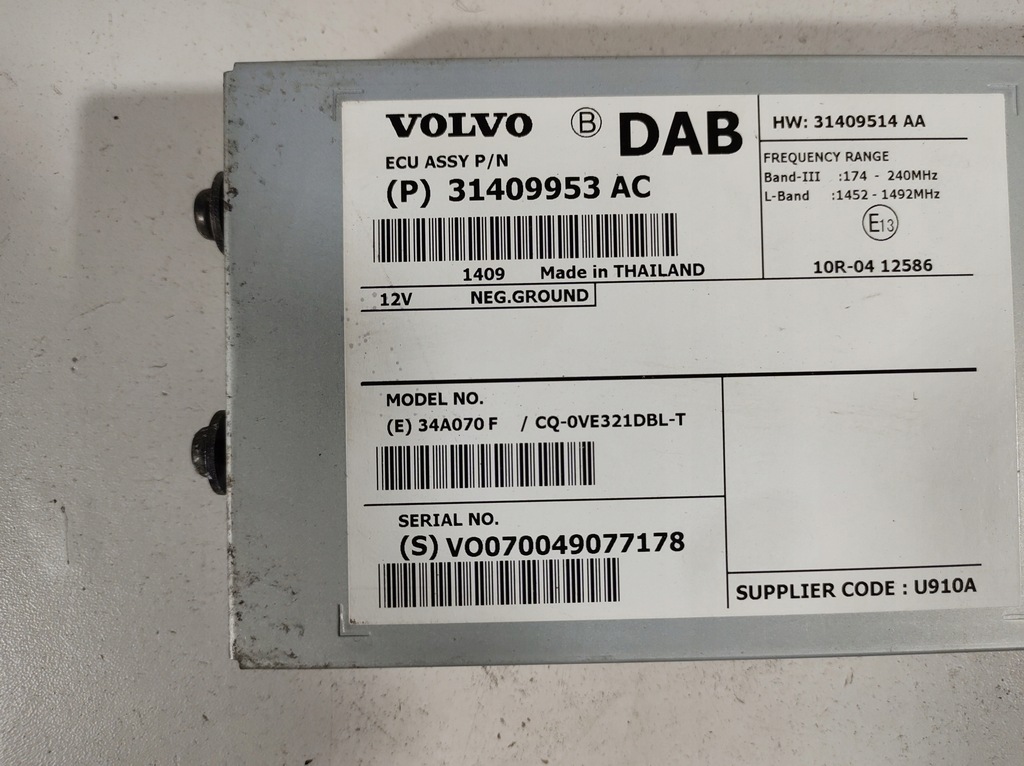 VOLVO Ⓑ DAB
ECU ASSY P/N
(P) 31409953 AC
1409 Made in THAILAND
12V NEG.GROUND
HW: 31409514 AA
FREQUENCY RANGE
Band-III :174 - 240MHz
L-Band :1452 - 1492MHz
E13
10R-04 12586
MODEL NO.
(E) 34A070 F / CQ-0VE321DBL-T
SERIAL NO.
(S) VO070049077178
SUPPLIER CODE : U910A